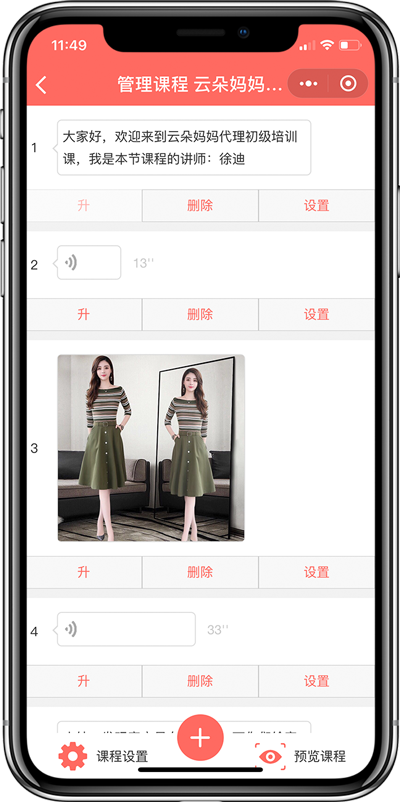 11:49
管理课程 云朵妈妈...
1
大家好，欢迎来到云朵妈妈代理初级培训
课，我是本节课程的讲师：徐迪
升 删除 设置
2
13''
升 删除 设置
3
升 删除 设置
4
33''
升 删除 设置
课程设置
预览课程